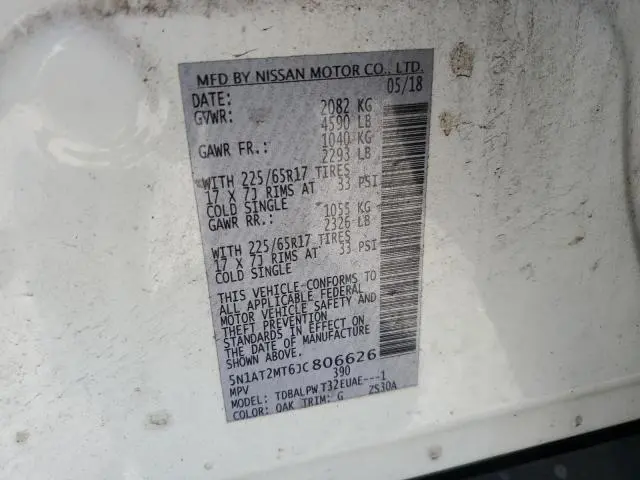 MFD BY NISSAN MOTOR CO., LTD.
DATE: 05/18
GVWR: 2082 KG
4590 LB
GAWR FR.: 1040 KG
2293 LB
WITH 225/65R17 TIRES
17 X 7J RIMS AT 33 PSI
COLD SINGLE
GAWR RR.: 1055 KG
2326 LB
WITH 225/65R17 TIRES
17 X 7J RIMS AT 33 PSI
COLD SINGLE
THIS VEHICLE CONFORMS TO
ALL APPLICABLE FEDERAL
MOTOR VEHICLE SAFETY AND
THEFT PREVENTION
STANDARDS IN EFFECT ON
THE DATE OF MANUFACTURE
SHOWN ABOVE.
5N1AT2MT6JC806626
MPV 390
MODEL: TDBALPW T32EUAE---1
COLOR: QAK TRIM: G ZS30A